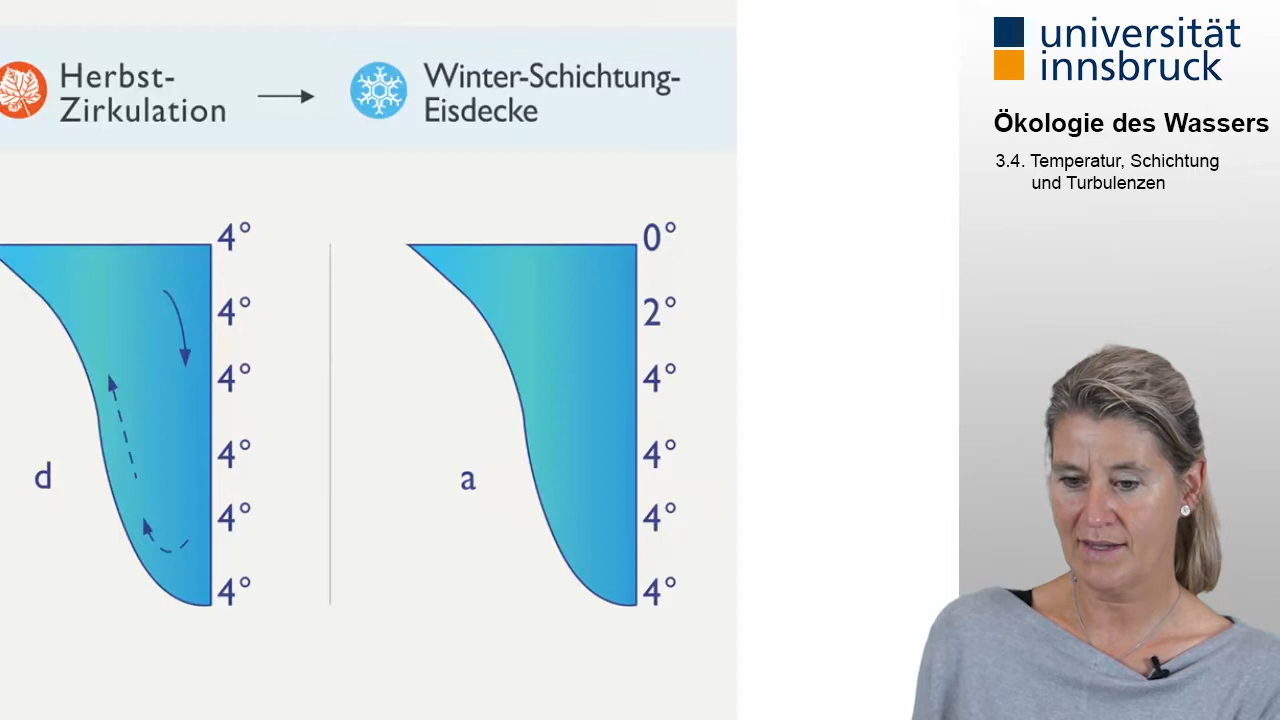 Herbst-
Zirkulation
Winter-Schichtung-
Eisdecke
4°
4°
4°
4°
4°
4°
d
0°
2°
4°
4°
4°
4°
a
universität
innsbruck
Ökologie des Wassers
3.4. Temperatur, Schichtung
und Turbulenzen